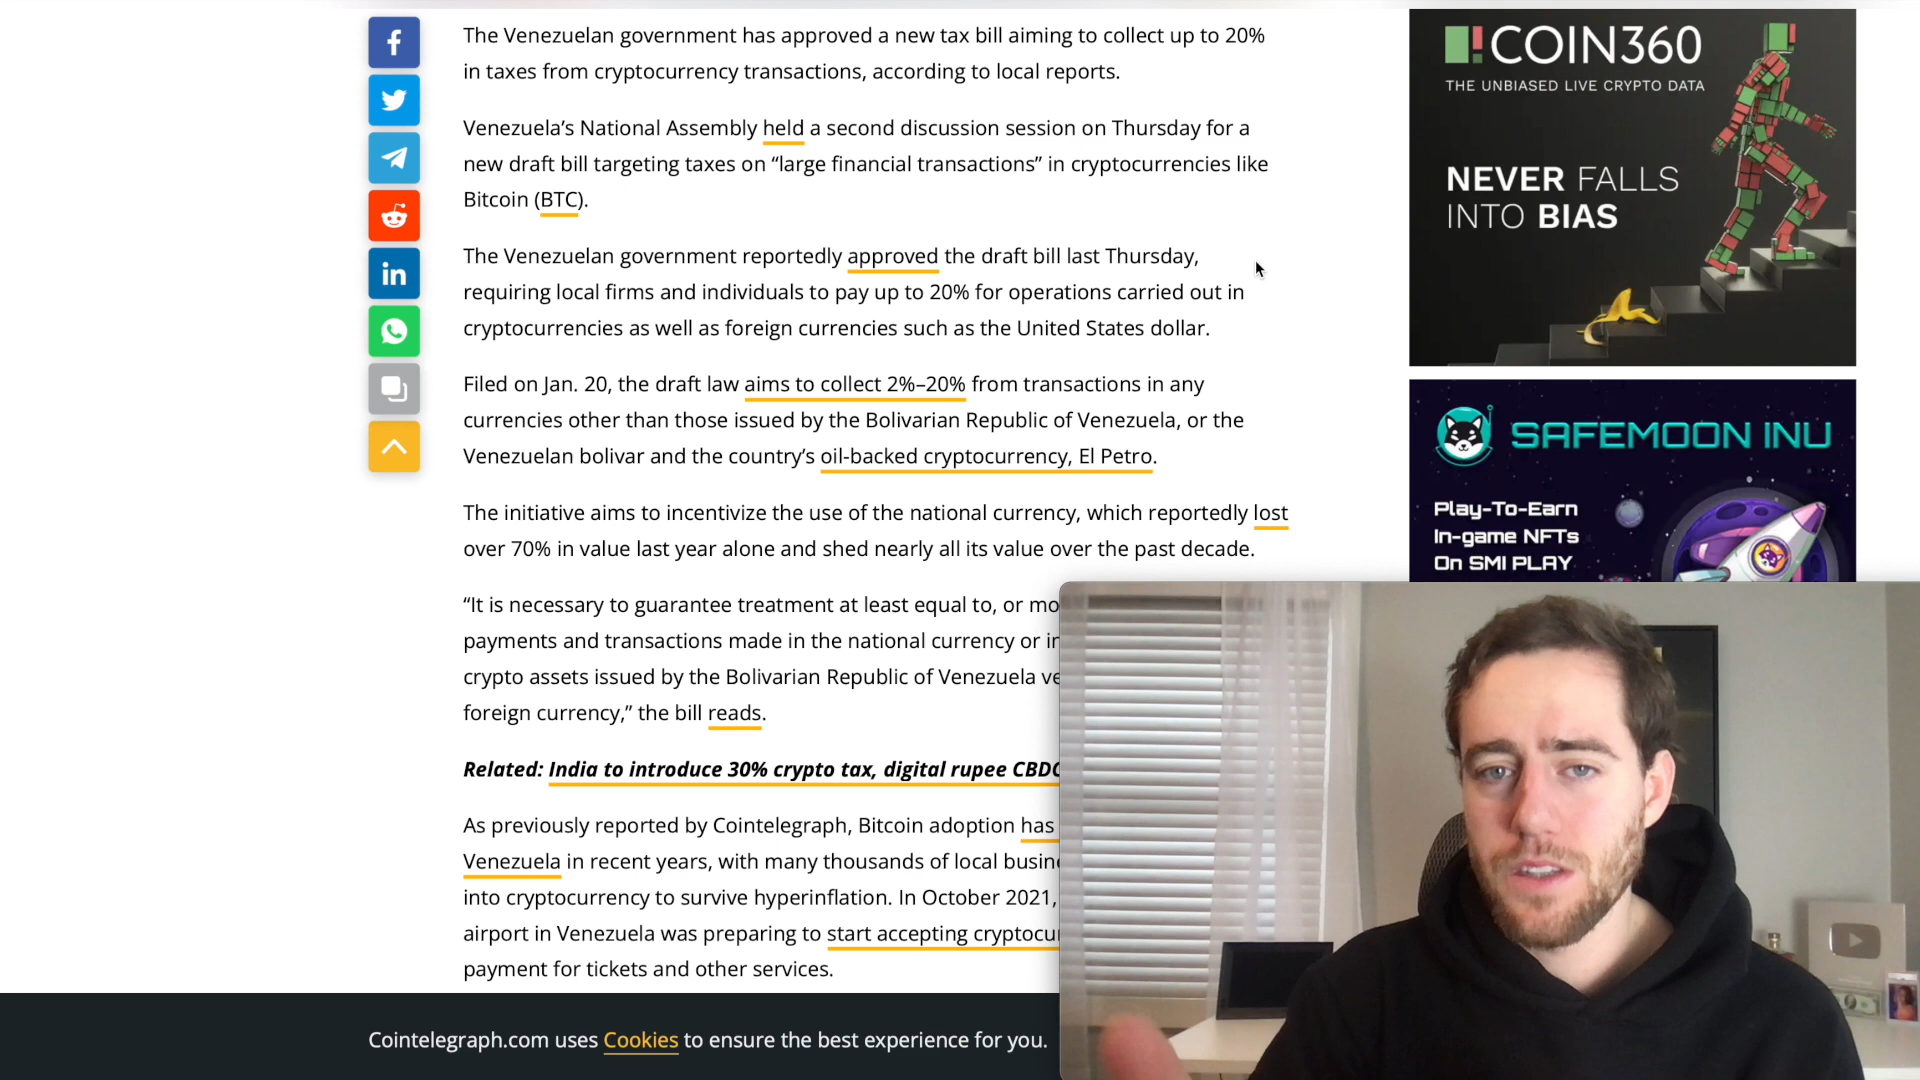 The Venezuelan government has approved a new tax bill aiming to collect up to 20%
in taxes from cryptocurrency transactions, according to local reports.
Venezuela’s National Assembly held a second discussion session on Thursday for a
new draft bill targeting taxes on “large financial transactions” in cryptocurrencies like
Bitcoin (BTC).
The Venezuelan government reportedly approved the draft bill last Thursday,
requiring local firms and individuals to pay up to 20% for operations carried out in
cryptocurrencies as well as foreign currencies such as the United States dollar.
Filed on Jan. 20, the draft law aims to collect 2%–20% from transactions in any
currencies other than those issued by the Bolivarian Republic of Venezuela, or the
Venezuelan bolivar and the country’s oil-backed cryptocurrency, El Petro.
The initiative aims to incentivize the use of the national currency, which reportedly lost
over 70% in value last year alone and shed nearly all its value over the past decade.
“It is necessary to guarantee treatment at least equal to, or mo
payments and transactions made in the national currency or in
crypto assets issued by the Bolivarian Republic of Venezuela ve
foreign currency,” the bill reads.
Related: India to introduce 30% crypto tax, digital rupee CBDC
As previously reported by Cointelegraph, Bitcoin adoption has
Venezuela in recent years, with many thousands of local busine
into cryptocurrency to survive hyperinflation. In October 2021,
airport in Venezuela was preparing to start accepting cryptocu
payment for tickets and other services.
Cointelegraph.com uses Cookies to ensure the best experience for you.
COIN360
THE UNBIASED LIVE CRYPTO DATA
NEVER FALLS
INTO BIAS
SAFEMOON INU
Play-To-Earn
In-game NFTs
On SMI PLAY